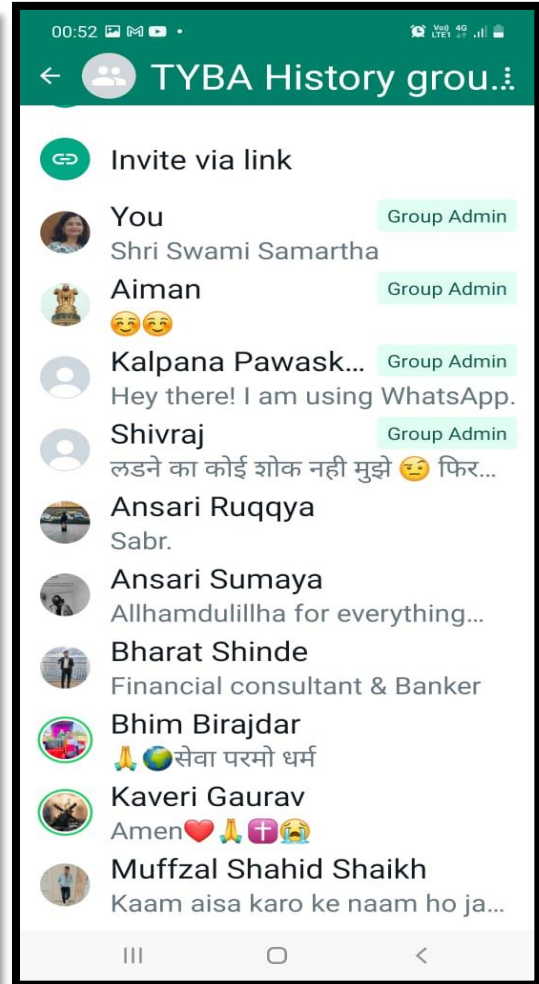 00:52
Vo)) 4G
LTE1
TYBA History grou...
Invite via link
You
Group Admin
Shri Swami Samartha
Aiman
Group Admin
☺️☺️
Kalpana Pawask...
Group Admin
Hey there! I am using WhatsApp.
Shivraj
Group Admin
लडने का कोई शोक नही मुझे 🤨 फिर...
Ansari Ruqqya
Sabr.
Ansari Sumaya
Allhamdulillha for everything...
Bharat Shinde
Financial consultant & Banker
Bhim Birajdar
🙏🌍सेवा परमो धर्म
Kaveri Gaurav
Amen❤️🙏✝️😭
Muffzal Shahid Shaikh
Kaam aisa karo ke naam ho ja...